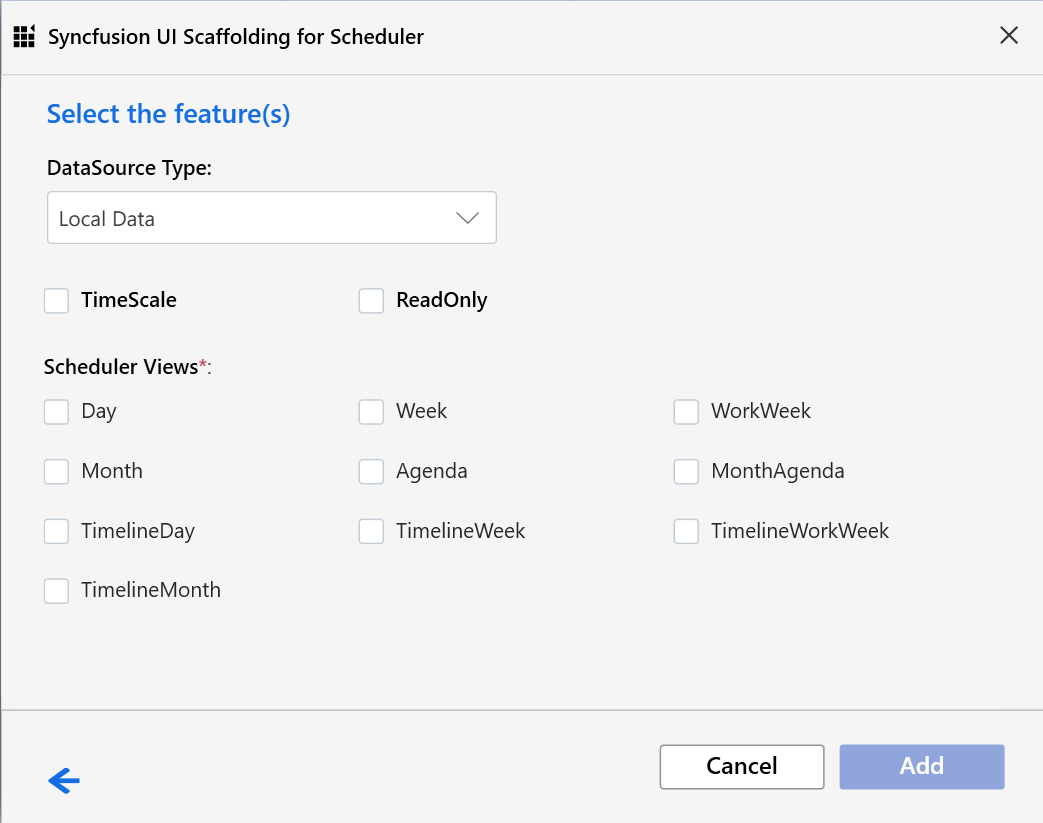 Syncfusion UI Scaffolding for Scheduler
Select the feature(s)
DataSource Type:
Local Data
TimeScale ReadOnly
Scheduler Views*:
Day Week WorkWeek
Month Agenda MonthAgenda
TimelineDay TimelineWeek TimelineWorkWeek
TimelineMonth
Cancel Add